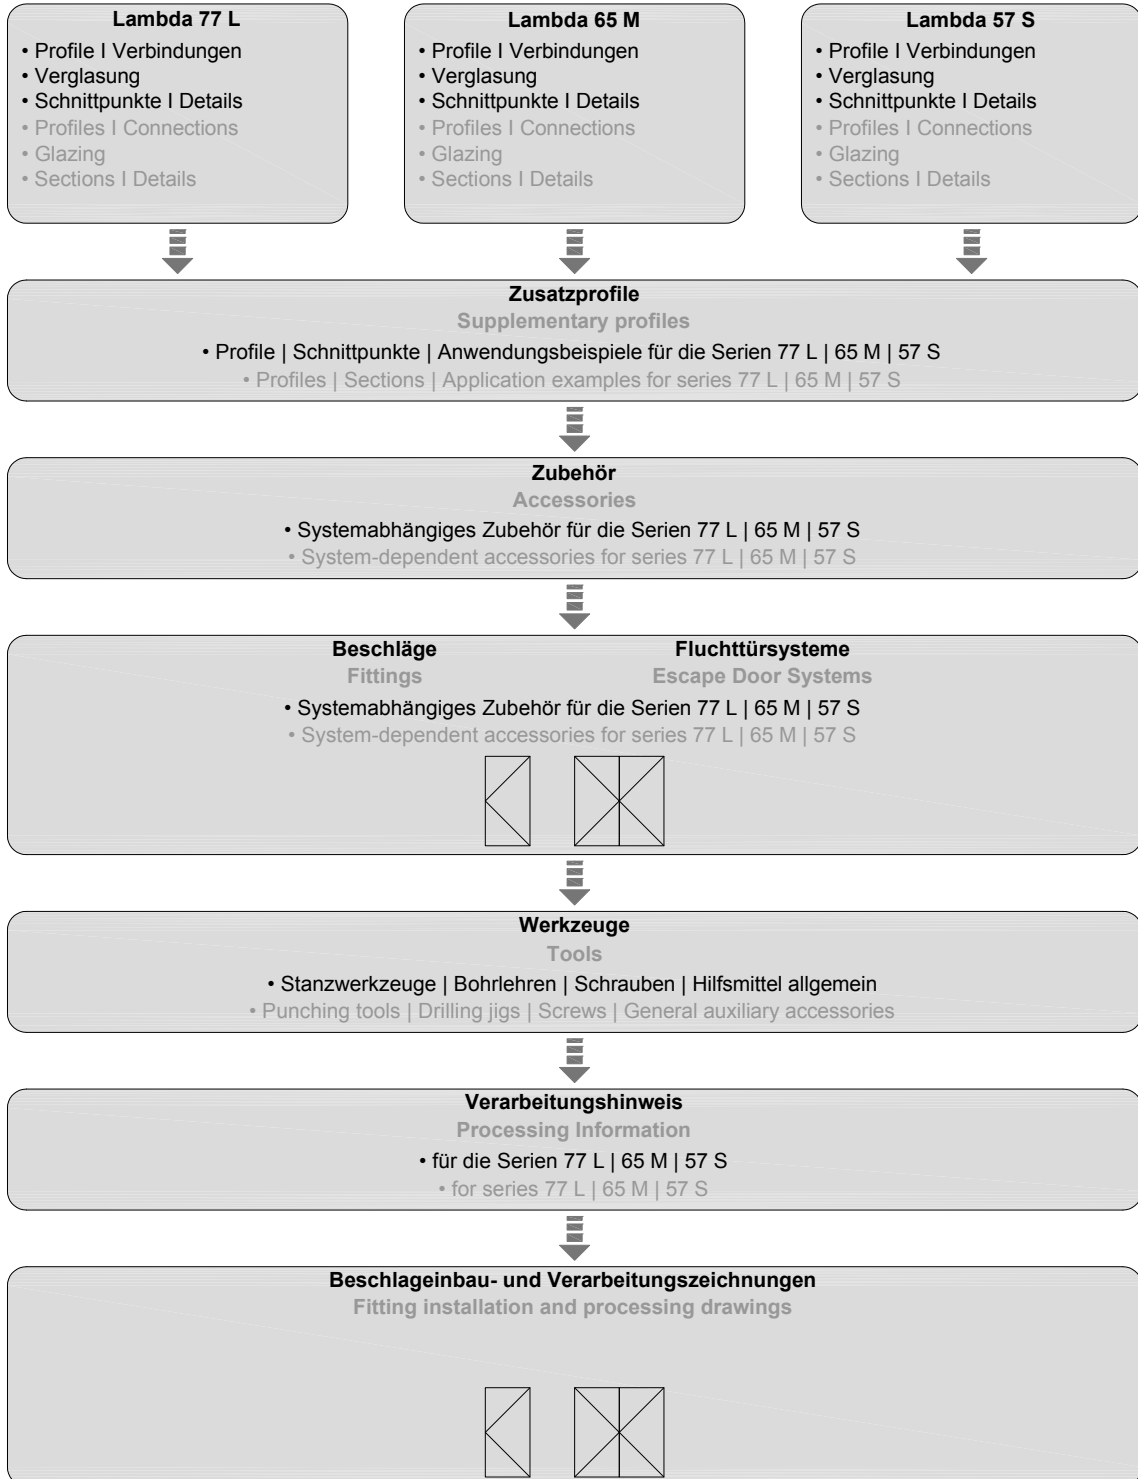 Lambda 77 L
• Profile I Verbindungen
• Verglasung
• Schnittpunkte I Details
• Profiles I Connections
• Glazing
• Sections I Details
Lambda 65 M
• Profile I Verbindungen
• Verglasung
• Schnittpunkte I Details
• Profiles I Connections
• Glazing
• Sections I Details
Lambda 57 S
• Profile I Verbindungen
• Verglasung
• Schnittpunkte I Details
• Profiles I Connections
• Glazing
• Sections I Details
Zusatzprofile
Supplementary profiles
• Profile | Schnittpunkte | Anwendungsbeispiele für die Serien 77 L | 65 M | 57 S
• Profiles | Sections | Application examples for series 77 L | 65 M | 57 S
Zubehör
Accessories
• Systemabhängiges Zubehör für die Serien 77 L | 65 M | 57 S
• System-dependent accessories for series 77 L | 65 M | 57 S
Beschläge Fluchttürsysteme
Fittings Escape Door Systems
• Systemabhängiges Zubehör für die Serien 77 L | 65 M | 57 S
• System-dependent accessories for series 77 L | 65 M | 57 S
Werkzeuge
Tools
• Stanzwerkzeuge | Bohrlehren | Schrauben | Hilfsmittel allgemein
• Punching tools | Drilling jigs | Screws | General auxiliary accessories
Verarbeitungshinweis
Processing Information
• für die Serien 77 L | 65 M | 57 S
• for series 77 L | 65 M | 57 S
Beschlageinbau- und Verarbeitungszeichnungen
Fitting installation and processing drawings